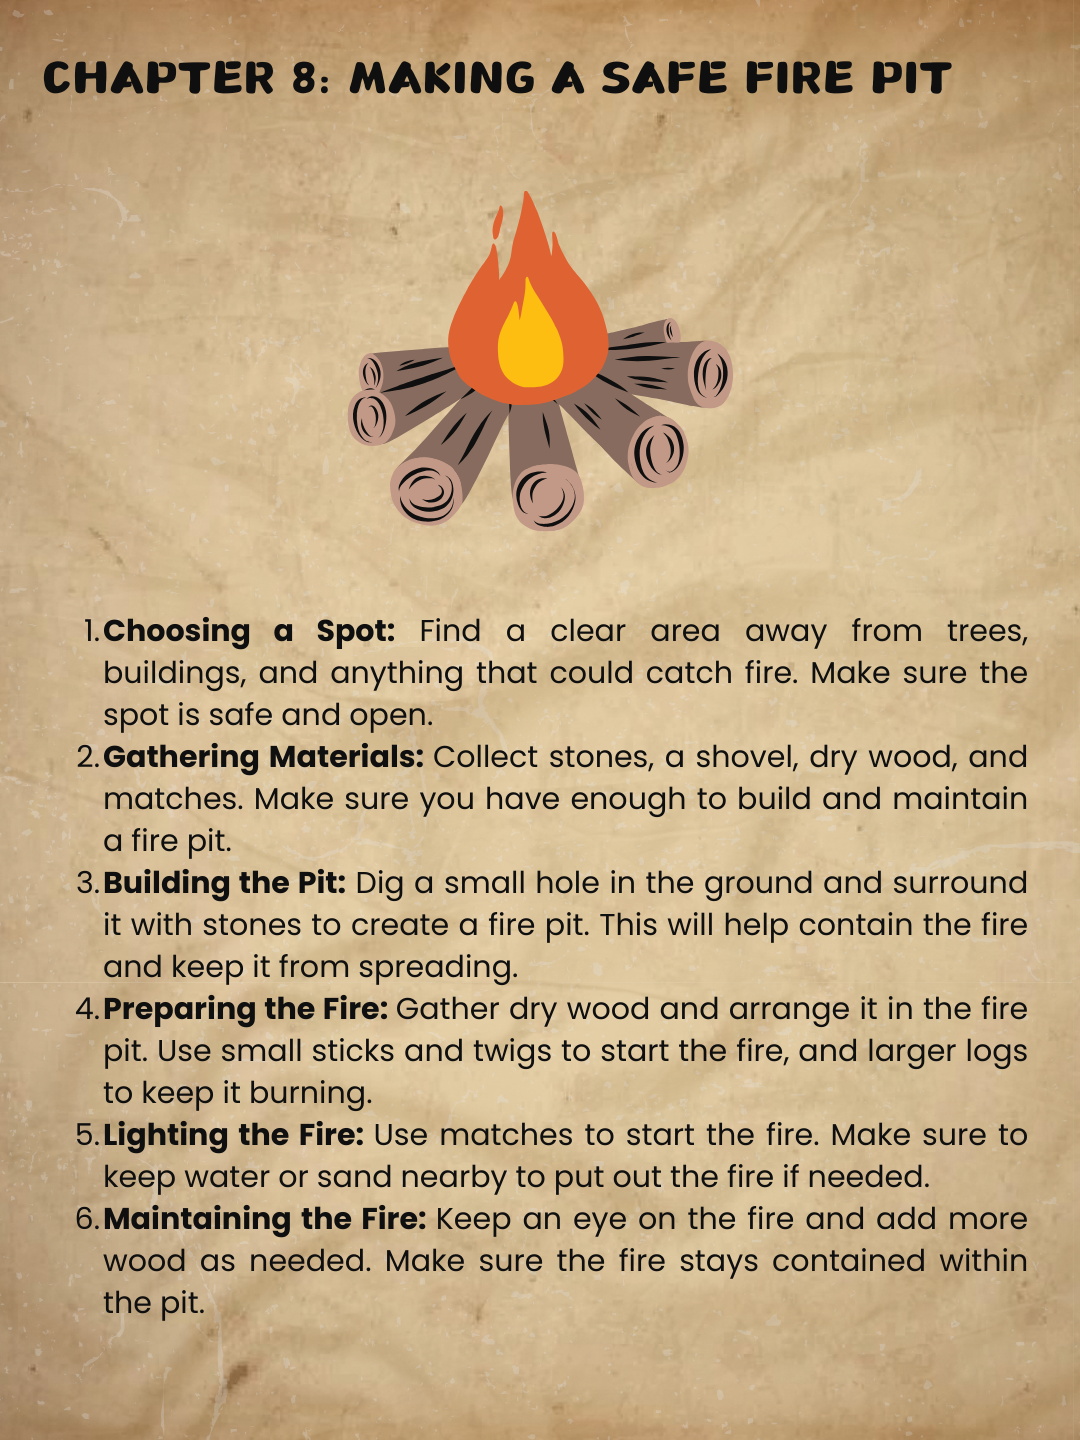 CHAPTER 8: MAKING A SAFE FIRE PIT
1. Choosing a Spot: Find a clear area away from trees,
buildings, and anything that could catch fire. Make sure the
spot is safe and open.
2. Gathering Materials: Collect stones, a shovel, dry wood, and
matches. Make sure you have enough to build and maintain
a fire pit.
3. Building the Pit: Dig a small hole in the ground and surround
it with stones to create a fire pit. This will help contain the fire
and keep it from spreading.
4. Preparing the Fire: Gather dry wood and arrange it in the fire
pit. Use small sticks and twigs to start the fire, and larger logs
to keep it burning.
5. Lighting the Fire: Use matches to start the fire. Make sure to
keep water or sand nearby to put out the fire if needed.
6. Maintaining the Fire: Keep an eye on the fire and add more
wood as needed. Make sure the fire stays contained within
the pit.